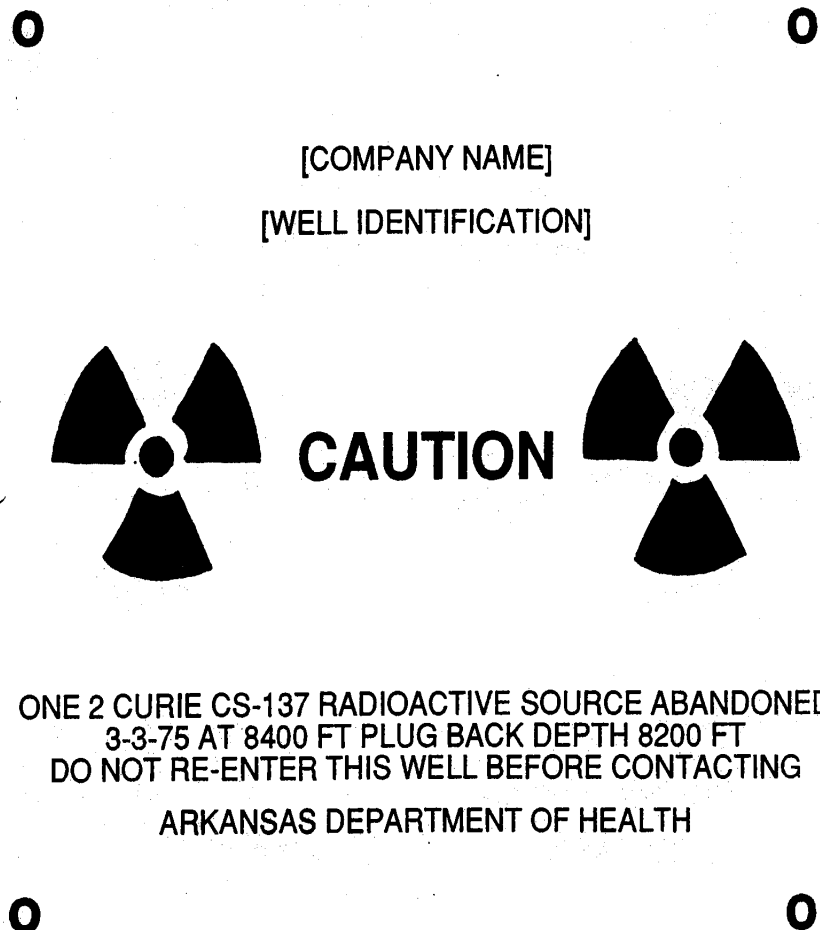 [COMPANY NAME]
[WELL IDENTIFICATION]
CAUTION
ONE 2 CURIE CS-137 RADIOACTIVE SOURCE ABANDONED
3-3-75 AT 8400 FT PLUG BACK DEPTH 8200 FT
DO NOT RE-ENTER THIS WELL BEFORE CONTACTING
ARKANSAS DEPARTMENT OF HEALTH